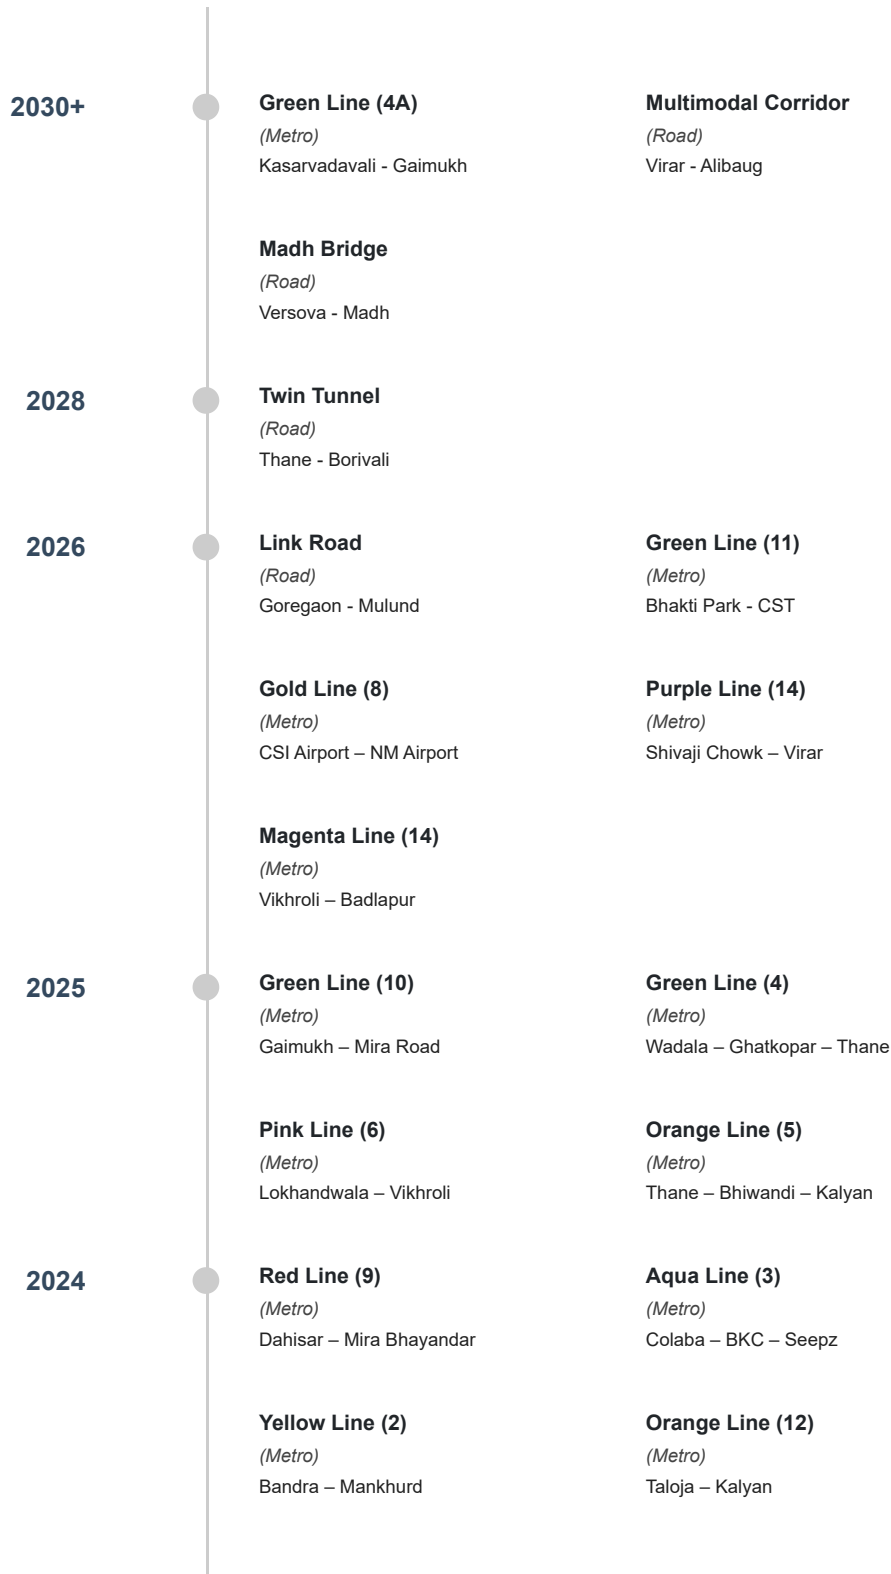 2030+
Green Line (4A)
(Metro)
Kasarvadavali - Gaimukh
Multimodal Corridor
(Road)
Virar - Alibaug
Madh Bridge
(Road)
Versova - Madh
2028
Twin Tunnel
(Road)
Thane - Borivali
2026
Link Road
(Road)
Goregaon - Mulund
Green Line (11)
(Metro)
Bhakti Park - CST
Gold Line (8)
(Metro)
CSI Airport – NM Airport
Purple Line (14)
(Metro)
Shivaji Chowk – Virar
Magenta Line (14)
(Metro)
Vikhroli – Badlapur
2025
Green Line (10)
(Metro)
Gaimukh – Mira Road
Green Line (4)
(Metro)
Wadala – Ghatkopar – Thane
Pink Line (6)
(Metro)
Lokhandwala – Vikhroli
Orange Line (5)
(Metro)
Thane – Bhiwandi – Kalyan
2024
Red Line (9)
(Metro)
Dahisar – Mira Bhayandar
Aqua Line (3)
(Metro)
Colaba – BKC – Seepz
Yellow Line (2)
(Metro)
Bandra – Mankhurd
Orange Line (12)
(Metro)
Taloja – Kalyan